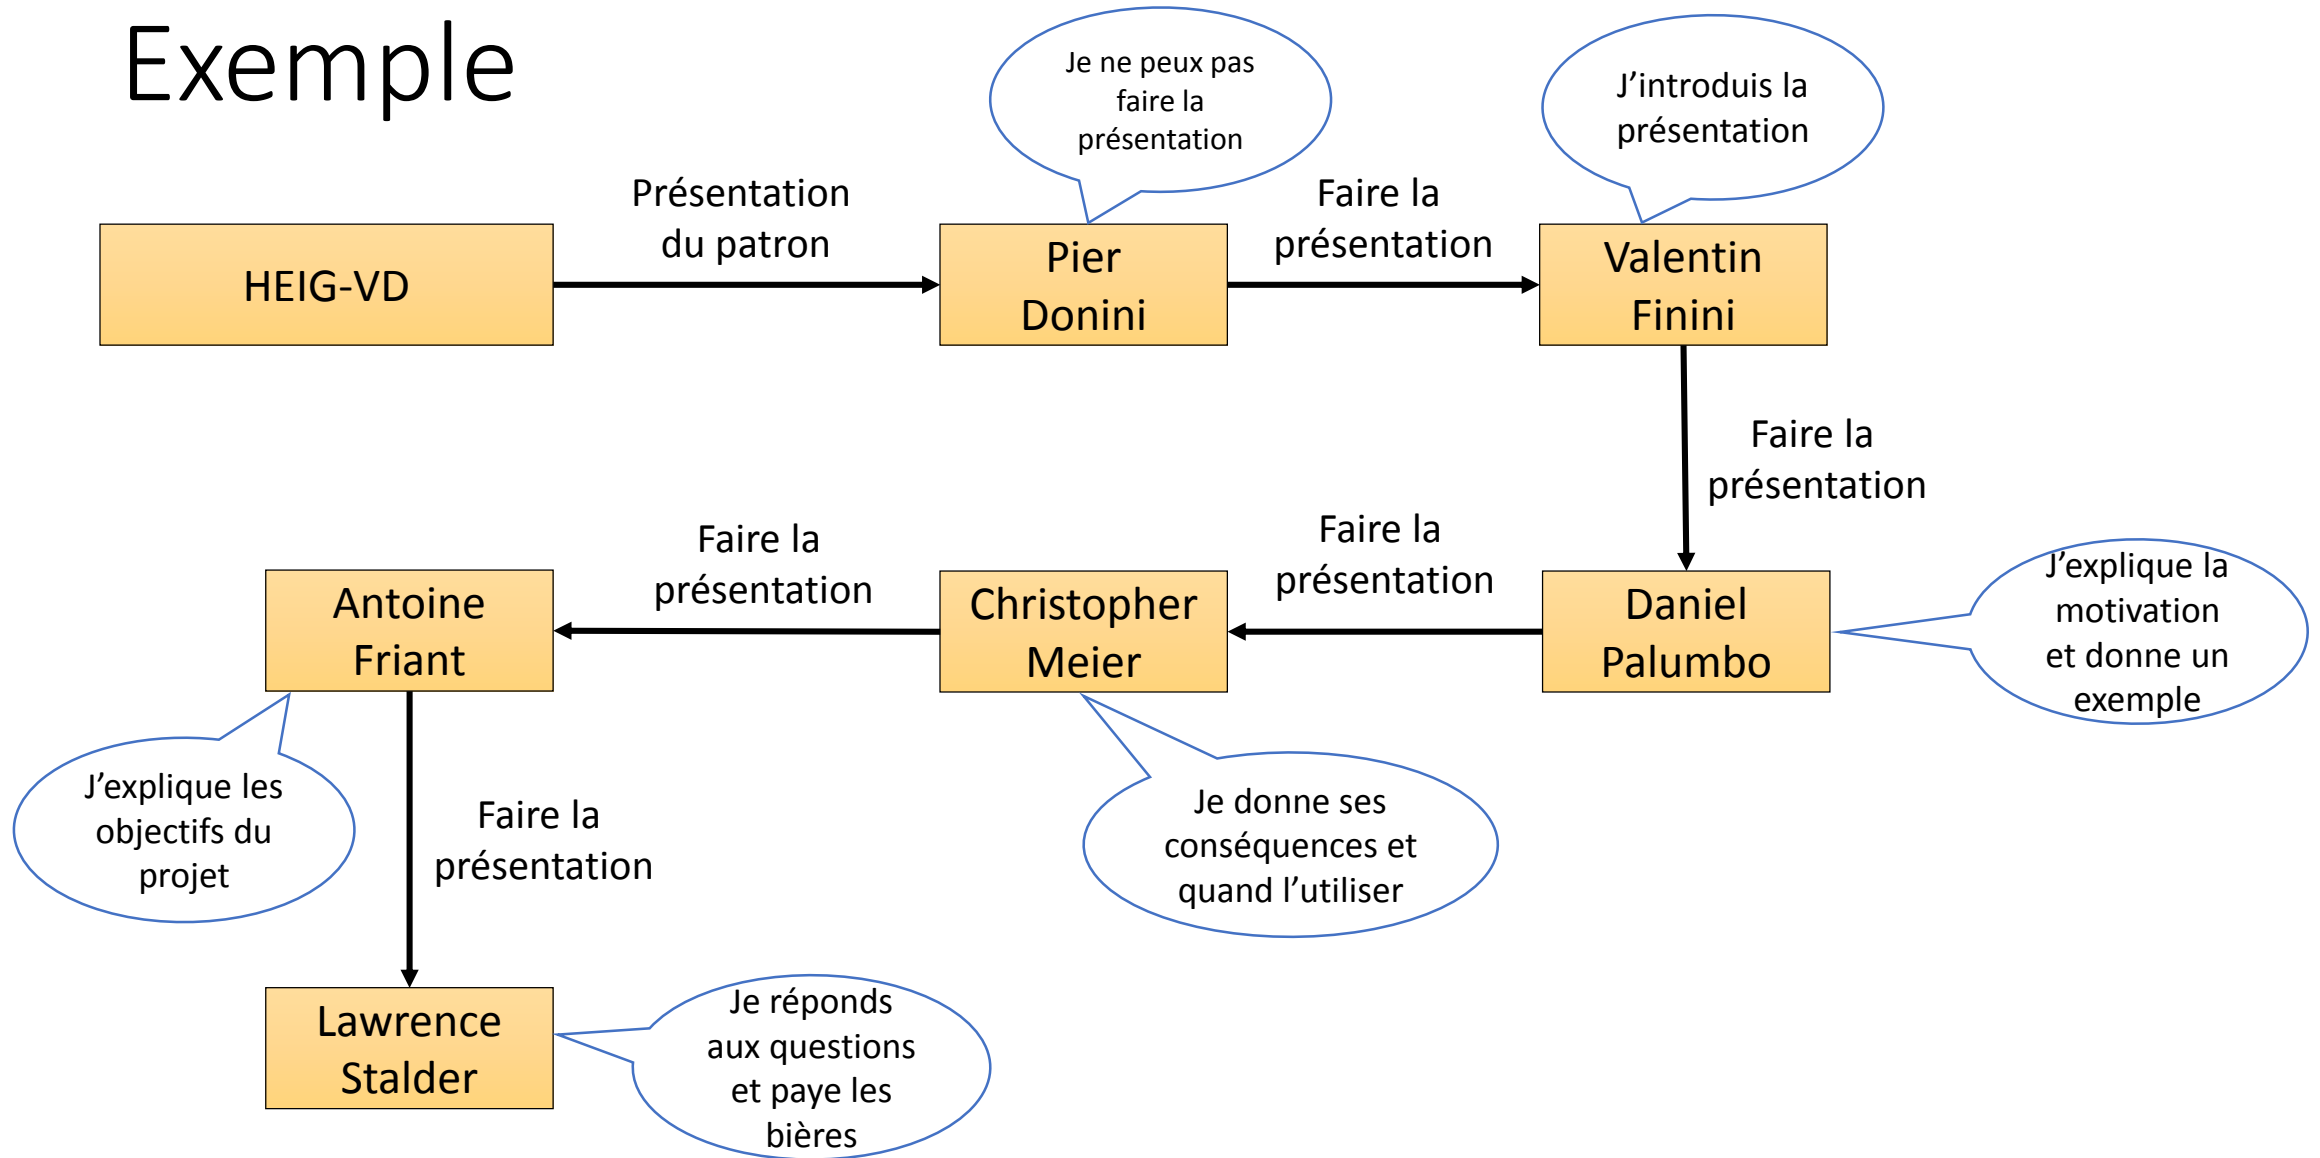 Exemple
Je ne peux pas
faire la
présentation
J'introduis la
présentation
HEIG-VD
Présentation
du patron
Pier
Donini
Faire la
présentation
Valentin
Finini
Faire la
présentation
Daniel
Palumbo
J'explique la
motivation
et donne un
exemple
Faire la
présentation
Christopher
Meier
Je donne ses
conséquences et
quand l'utiliser
Faire la
présentation
Antoine
Friant
J'explique les
objectifs du
projet
Faire la
présentation
Lawrence
Stalder
Je réponds
aux questions
et paye les
bières